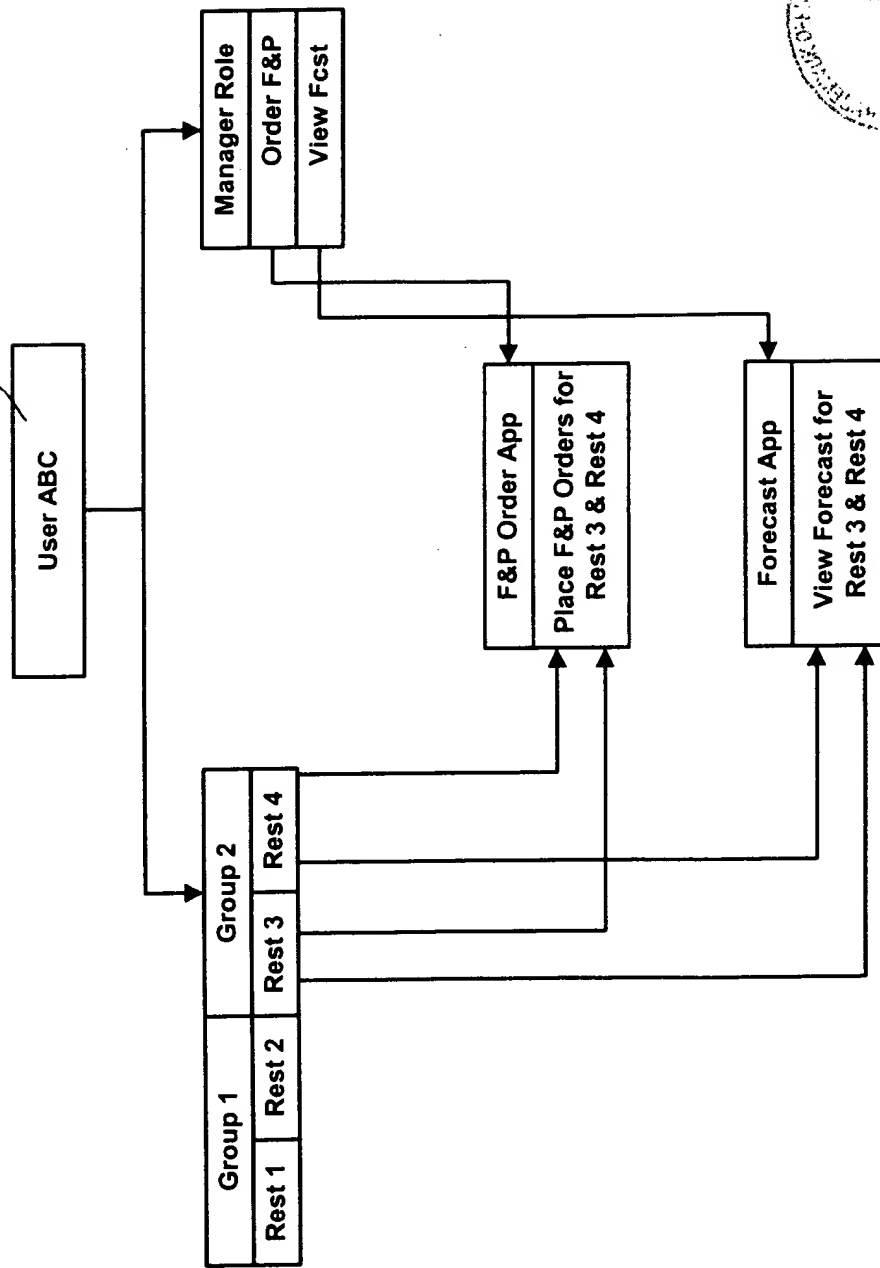 User ABC
Group 1
Group 2
Rest 1
Rest 2
Rest 3
Rest 4
Manager Role
Order F&P
View Fcst
F&P Order App
Place F&P Orders for
Rest 3 & Rest 4
Forecast App
View Forecast for
Rest 3 & Rest 4